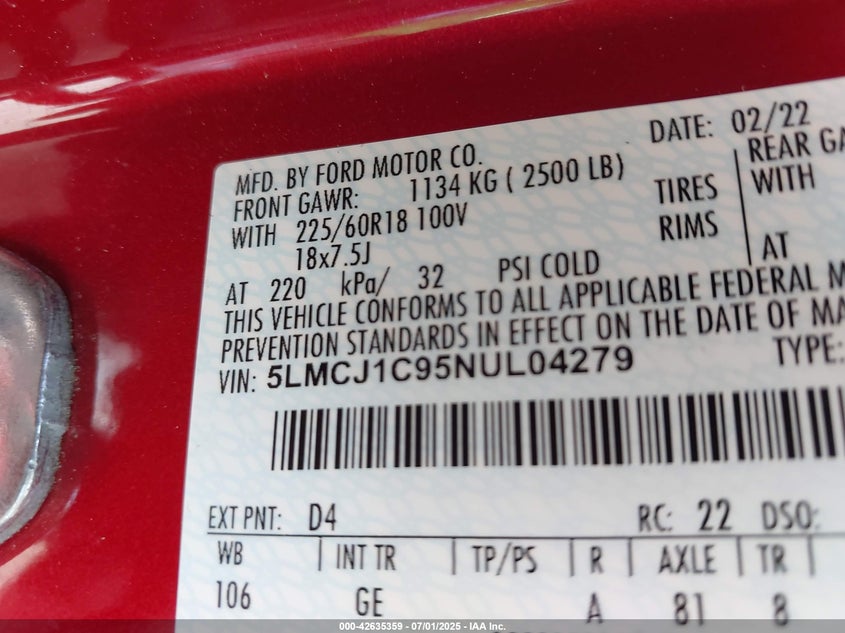 DATE: 02/22
MFD. BY FORD MOTOR CO.
FRONT GAWR: 1134 KG ( 2500 LB)
REAR
WITH 225/60R18 100V TIRES WITH
18x7.5J RIMS
AT 220 kPa/ 32 PSI COLD AT
THIS VEHICLE CONFORMS TO ALL APPLICABLE FEDERAL
PREVENTION STANDARDS IN EFFECT ON THE DATE OF
VIN: 5LMCJ1C95NUL04279 TYPE:
EXT PNT: D4 RC: 22 DSO:
WB INT TR TP/PS R AXLE TR
106 GE A 81 8
000-42635359 - 07/01/2025 - IAA Inc.